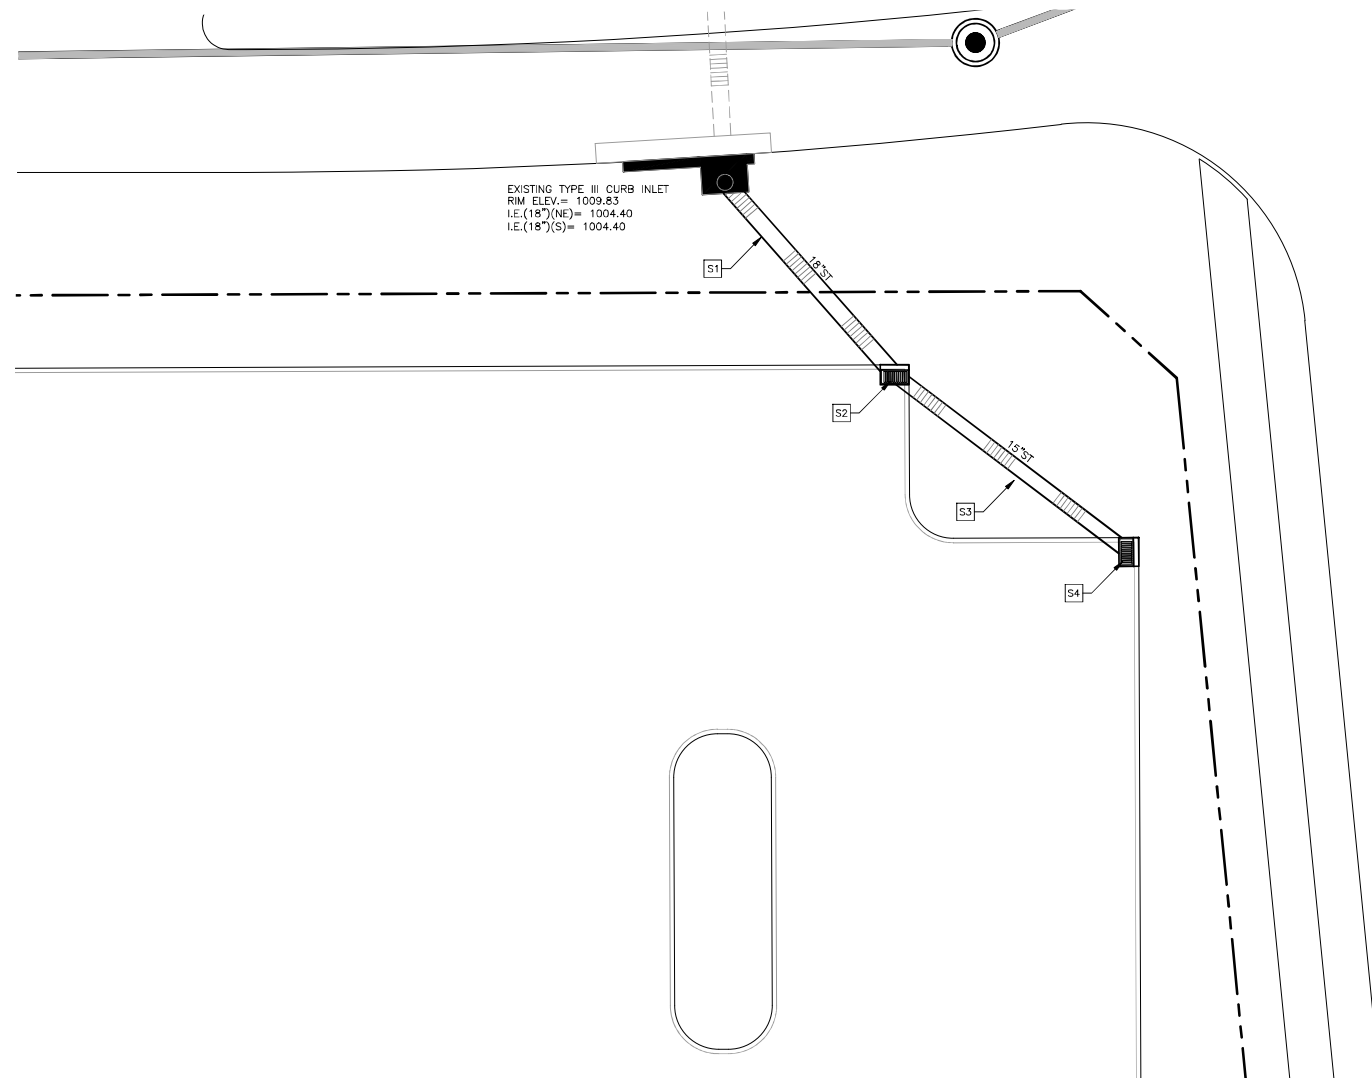 EXISTING TYPE III CURB INLET
RIM ELEV.= 1009.83
I.E.(18")(NE)= 1004.40
I.E.(18")(S)= 1004.40
S1
18"ST
S2
15"ST
S3
S4